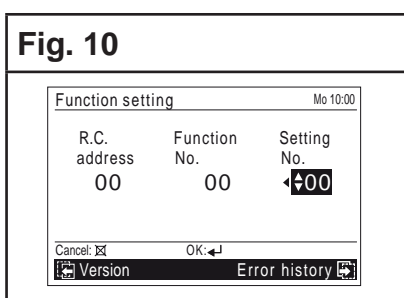 Fig. 10
Function setting Mo 10:00
R.C. Function Setting
address No. No.
00 00 00
Cancel: OK:
Version Error history